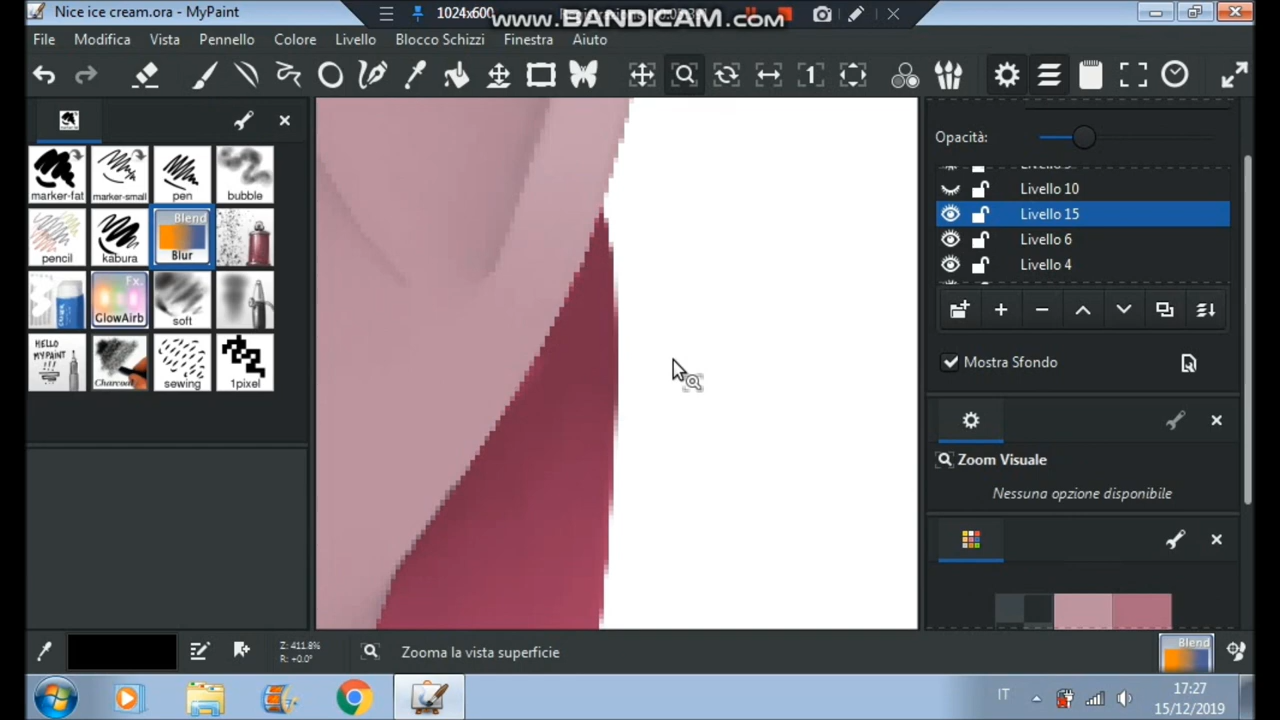 Nice ice cream.ora - MyPaint
1024x600
www.BANDICAM.com
File Modifica Vista Pennello Colore Livello Blocco Schizzi Finestra Aiuto
marker-fat marker-small pen bubble
pencil kabura Blend Blur
Fx. GlowAirb soft
HELLO MYPAINT !!! Charcoal sewing 1pixel
Opacità:
Livello 10
Livello 15
Livello 6
Livello 4
Mostra Sfondo
Zoom Visuale
Nessuna opzione disponibile
Z: 411.8%
R: +0.0°
Zooma la vista superficie
Blend
IT
17:27
15/12/2019